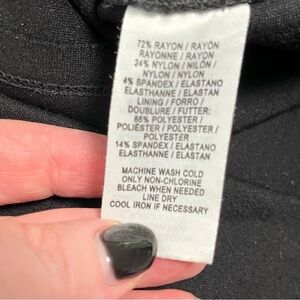 72% RAYON / RAYÓN
RAYONNE / RAYON
24% NYLON / NILÓN /
NYLON / NYLON
4% SPANDEX / ELASTANO
ELASTHANNE / ELASTAN
LINING / FORRO /
DOUBLURE / FUTTER:
86% POLYESTER /
POLIÉSTER / POLYESTER /
POLYESTER
14% SPANDEX / ELASTANO
ELASTHANNE / ELASTAN
MACHINE WASH COLD
ONLY NON-CHLORINE
BLEACH WHEN NEEDED
LINE DRY
COOL IRON IF NECESSARY